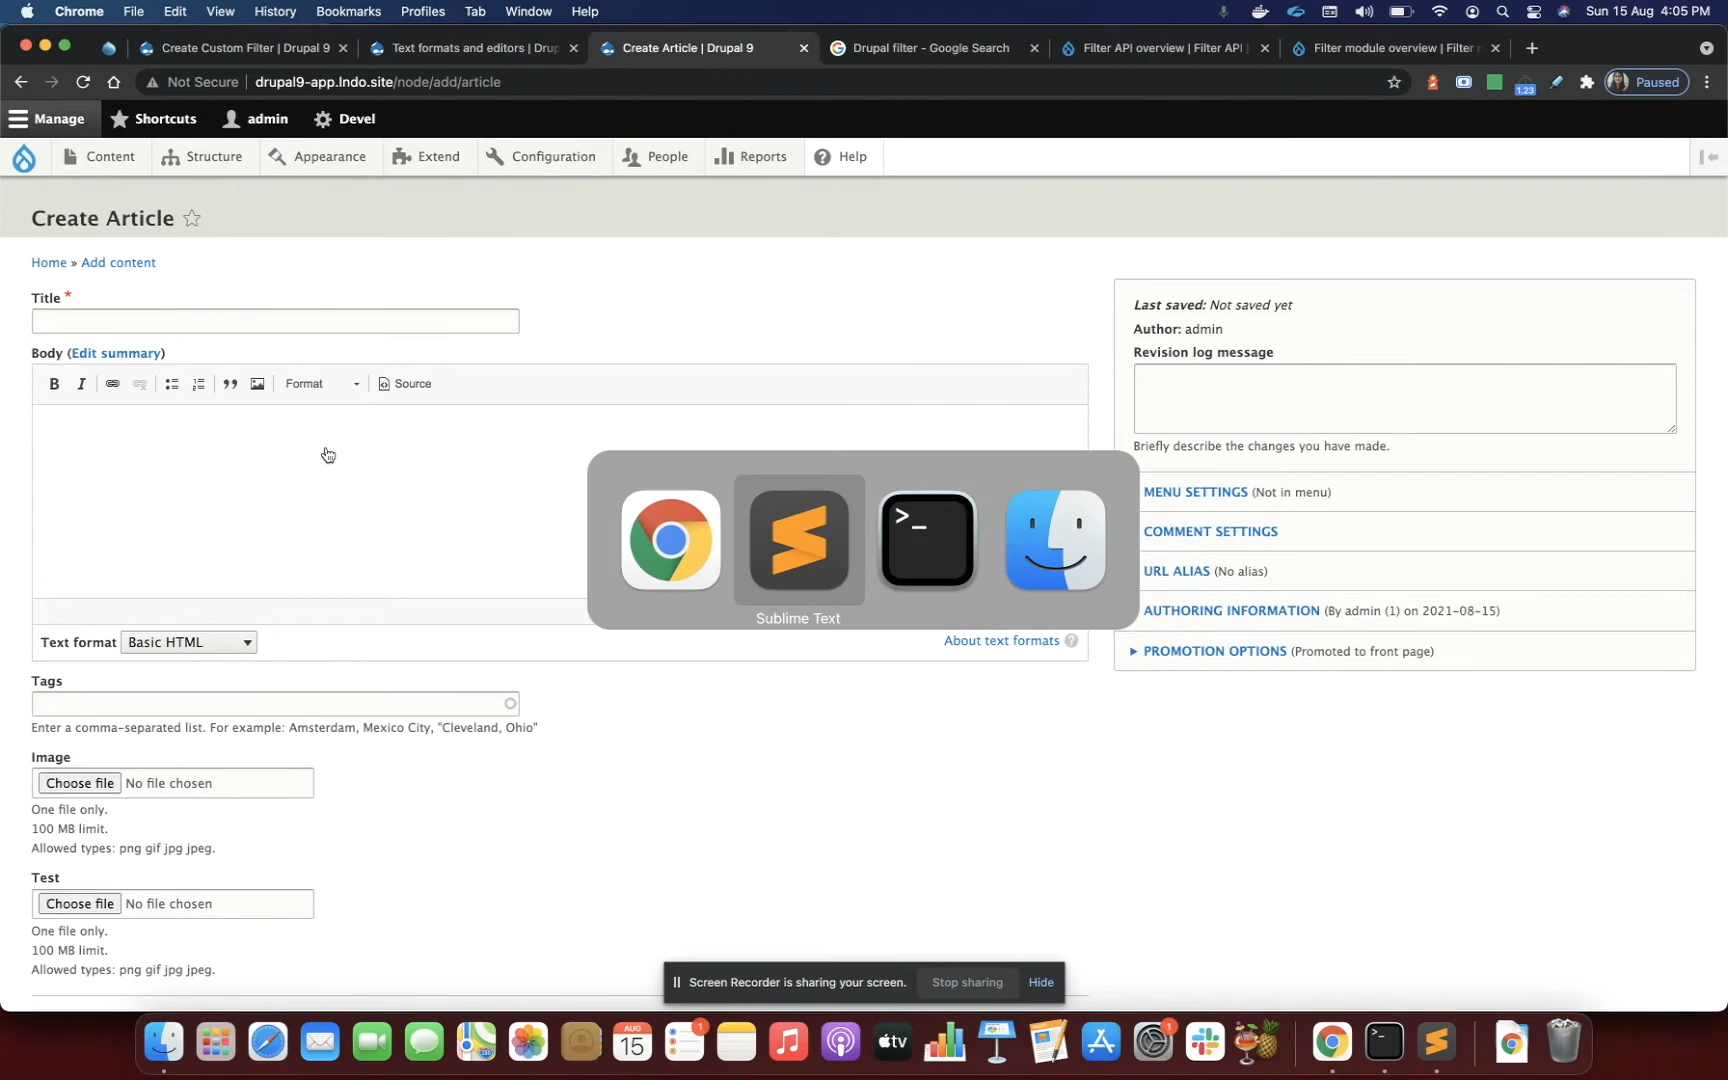 Chrome File Edit View History Bookmarks Profiles Tab Window Help Sun 15 Aug 4:05 PM
Create Custom Filter | Drupal 9 Text formats and editors | Drup Create Article | Drupal 9 Drupal filter - Google Search Filter API overview | Filter API Filter module overview | Filter m
Not Secure drupal9-app.lndo.site/node/add/article 1.23 Paused
Manage Shortcuts admin Devel
Content Structure Appearance Extend Configuration People Reports Help
Create Article
Home » Add content
Title *
Body (Edit summary)
B I Format Source
Text format Basic HTML
About text formats ?
Tags
Enter a comma-separated list. For example: Amsterdam, Mexico City, "Cleveland, Ohio"
Image
Choose file No file chosen
One file only.
100 MB limit.
Allowed types: png gif jpg jpeg.
Test
Choose file No file chosen
One file only.
100 MB limit.
Allowed types: png gif jpg jpeg.
Last saved: Not saved yet
Author: admin
Revision log message
Briefly describe the changes you have made.
MENU SETTINGS (Not in menu)
COMMENT SETTINGS
URL ALIAS (No alias)
AUTHORING INFORMATION (By admin (1) on 2021-08-15)
PROMOTION OPTIONS (Promoted to front page)
>_
Sublime Text
Screen Recorder is sharing your screen. Stop sharing Hide
AUG
15
1
tv
1
>_